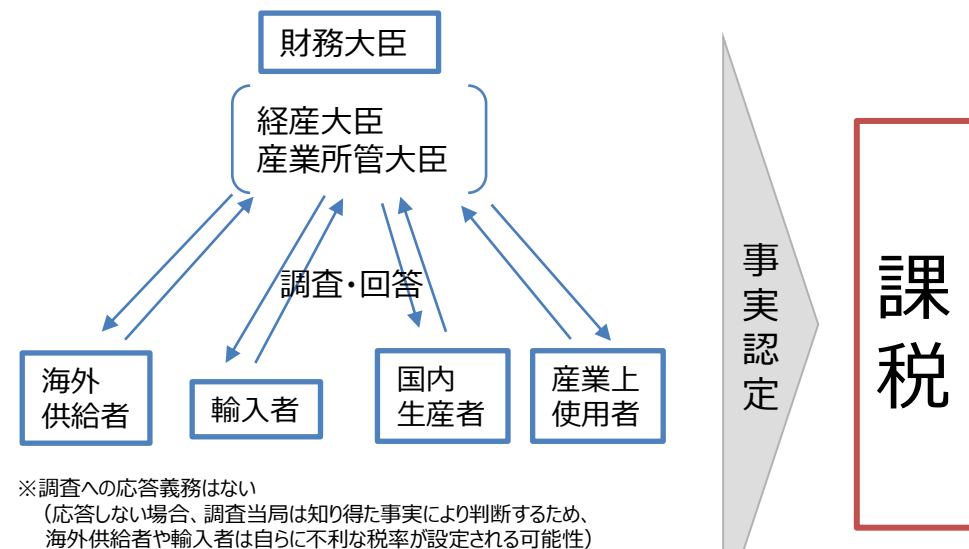 財務大臣
経産大臣
産業所管大臣
調査・回答
海外
供給者
輸入者
国内
生産者
産業上
使用者
※調査への応答義務はない
（応答しない場合、調査当局は知り得た事実により判断するため、
海外供給者や輸入者は自らに不利な税率が設定される可能性）
事実認定
課税